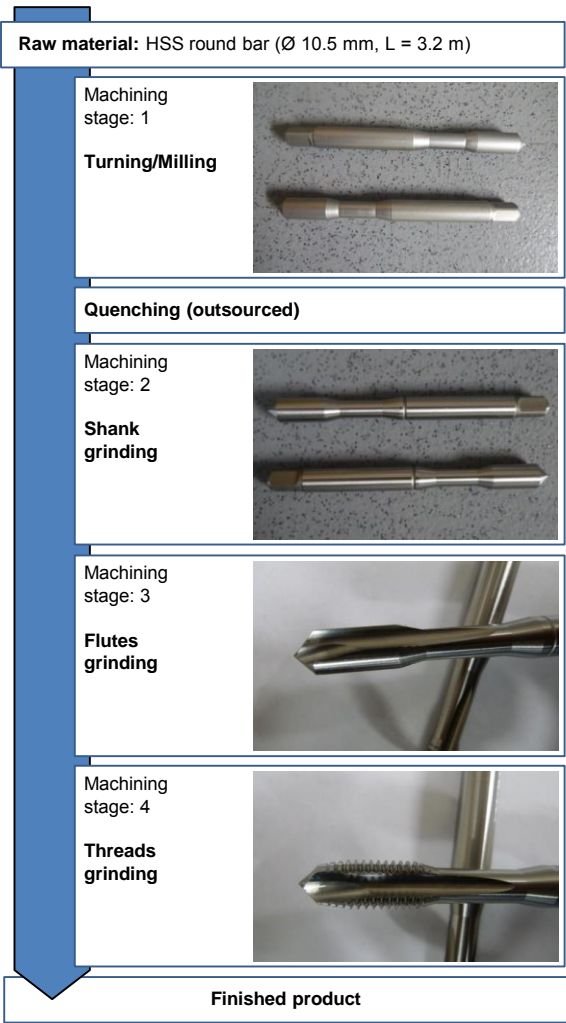 Raw material: HSS round bar (Ø 10.5 mm, L = 3.2 m)
Machining
stage: 1
Turning/Milling
Quenching (outsourced)
Machining
stage: 2
Shank
grinding
Machining
stage: 3
Flutes
grinding
Machining
stage: 4
Threads
grinding
Finished product